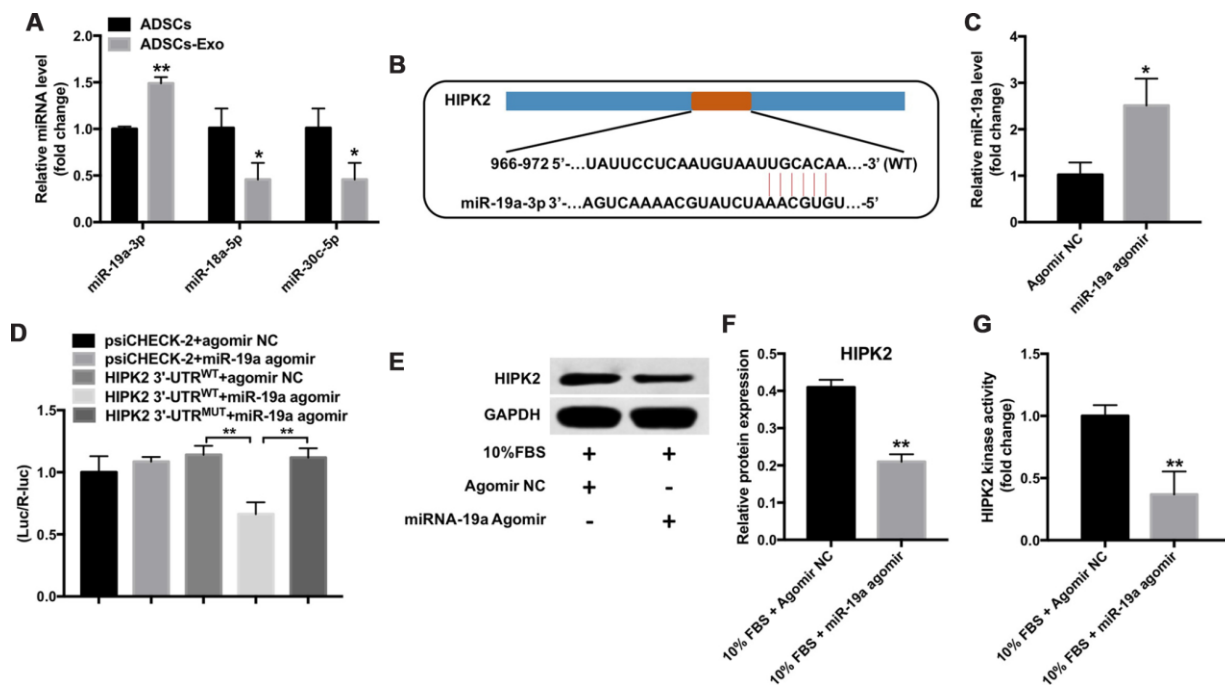 A
ADSCs
ADSCs-Exo
Relative miRNA level
(fold change)
2.0
1.5
1.0
0.5
0.0
**
*
*
miR-19a-3p
miR-18a-5p
miR-30c-5p
B
HIPK2
966-972 5’-...UAUUCCUCAAUGUAAUUGCACAA...-3’ (WT)
miR-19a-3p 3’-...AGUCAAAACGUAUCUAAACGUGU...-5’
C
Relative miR-19a level
(fold change)
4
3
2
1
0
*
Agomir NC
miR-19a agomir
D
psiCHECK-2+agomir NC
psiCHECK-2+miR-19a agomir
HIPK2 3'-UTRWT+agomir NC
HIPK2 3'-UTRWT+miR-19a agomir
HIPK2 3'-UTRMUT+miR-19a agomir
(Luc/R-luc)
1.5
1.0
0.5
0.0
**
**
E
HIPK2
GAPDH
10%FBS + +
Agomir NC + -
miRNA-19a Agomir - +
F
HIPK2
Relative protein expression
0.5
0.4
0.3
0.2
0.1
0.0
**
10% FBS + Agomir NC
10% FBS + miR-19a agomir
G
HIPK2 kinase activity
(fold change)
1.5
1.0
0.5
0.0
**
10% FBS + Agomir NC
10% FBS + miR-19a agomir